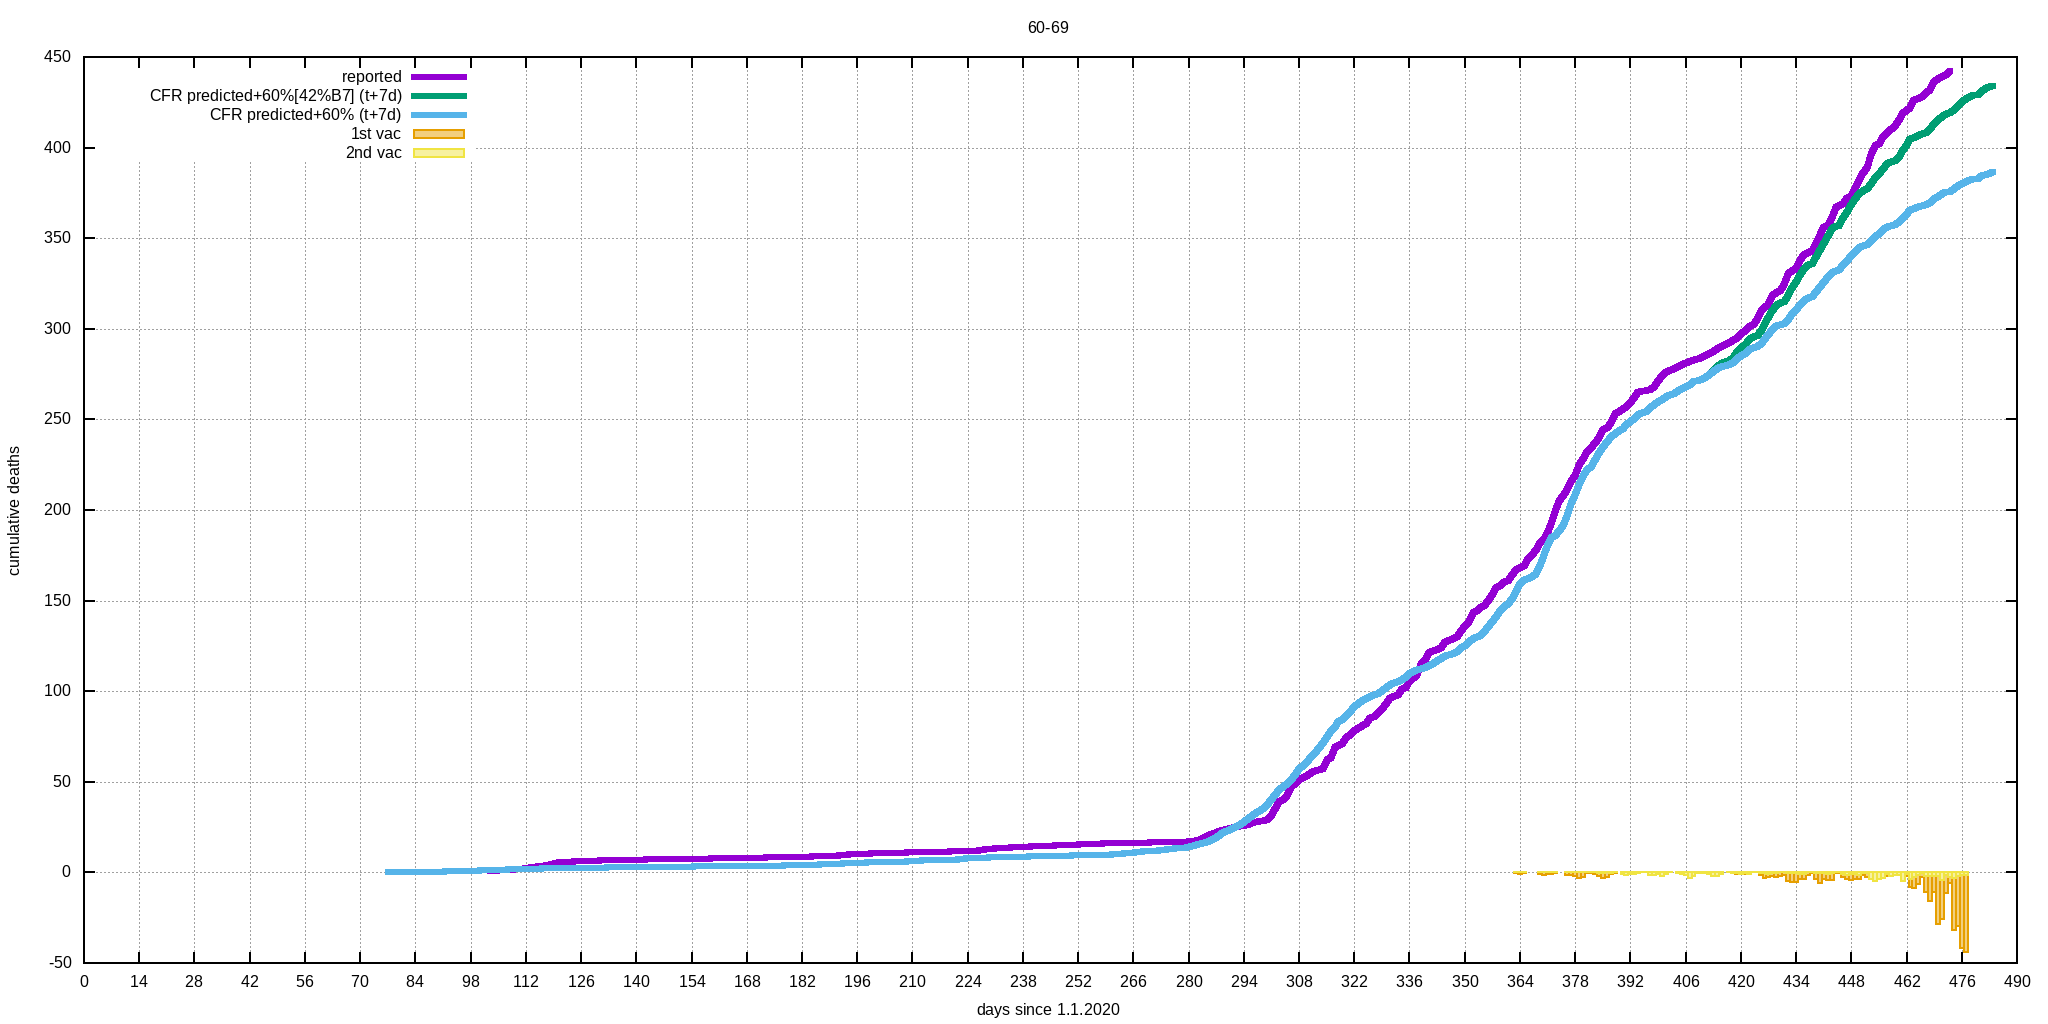 60-69
reported
CFR predicted+60%[42%B7] (t+7d)
CFR predicted+60% (t+7d)
1st vac
2nd vac
450
400
350
300
250
200
150
100
50
0
-50
cumulative deaths
0 14 28 42 56 70 84 98 112 126 140 154 168 182 196 210 224 238 252 266 280 294 308 322 336 350 364 378 392 406 420 434 448 462 476 490
days since 1.1.2020